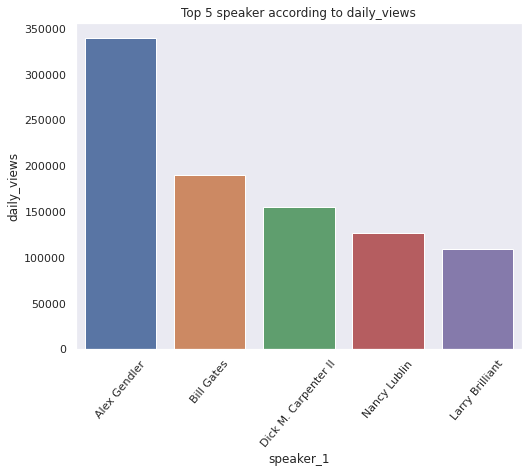 Top 5 speaker according to daily_views
daily_views
350000
300000
250000
200000
150000
100000
50000
0
Alex Gendler
Bill Gates
Dick M. Carpenter II
Nancy Lublin
Larry Brilliant
speaker_1